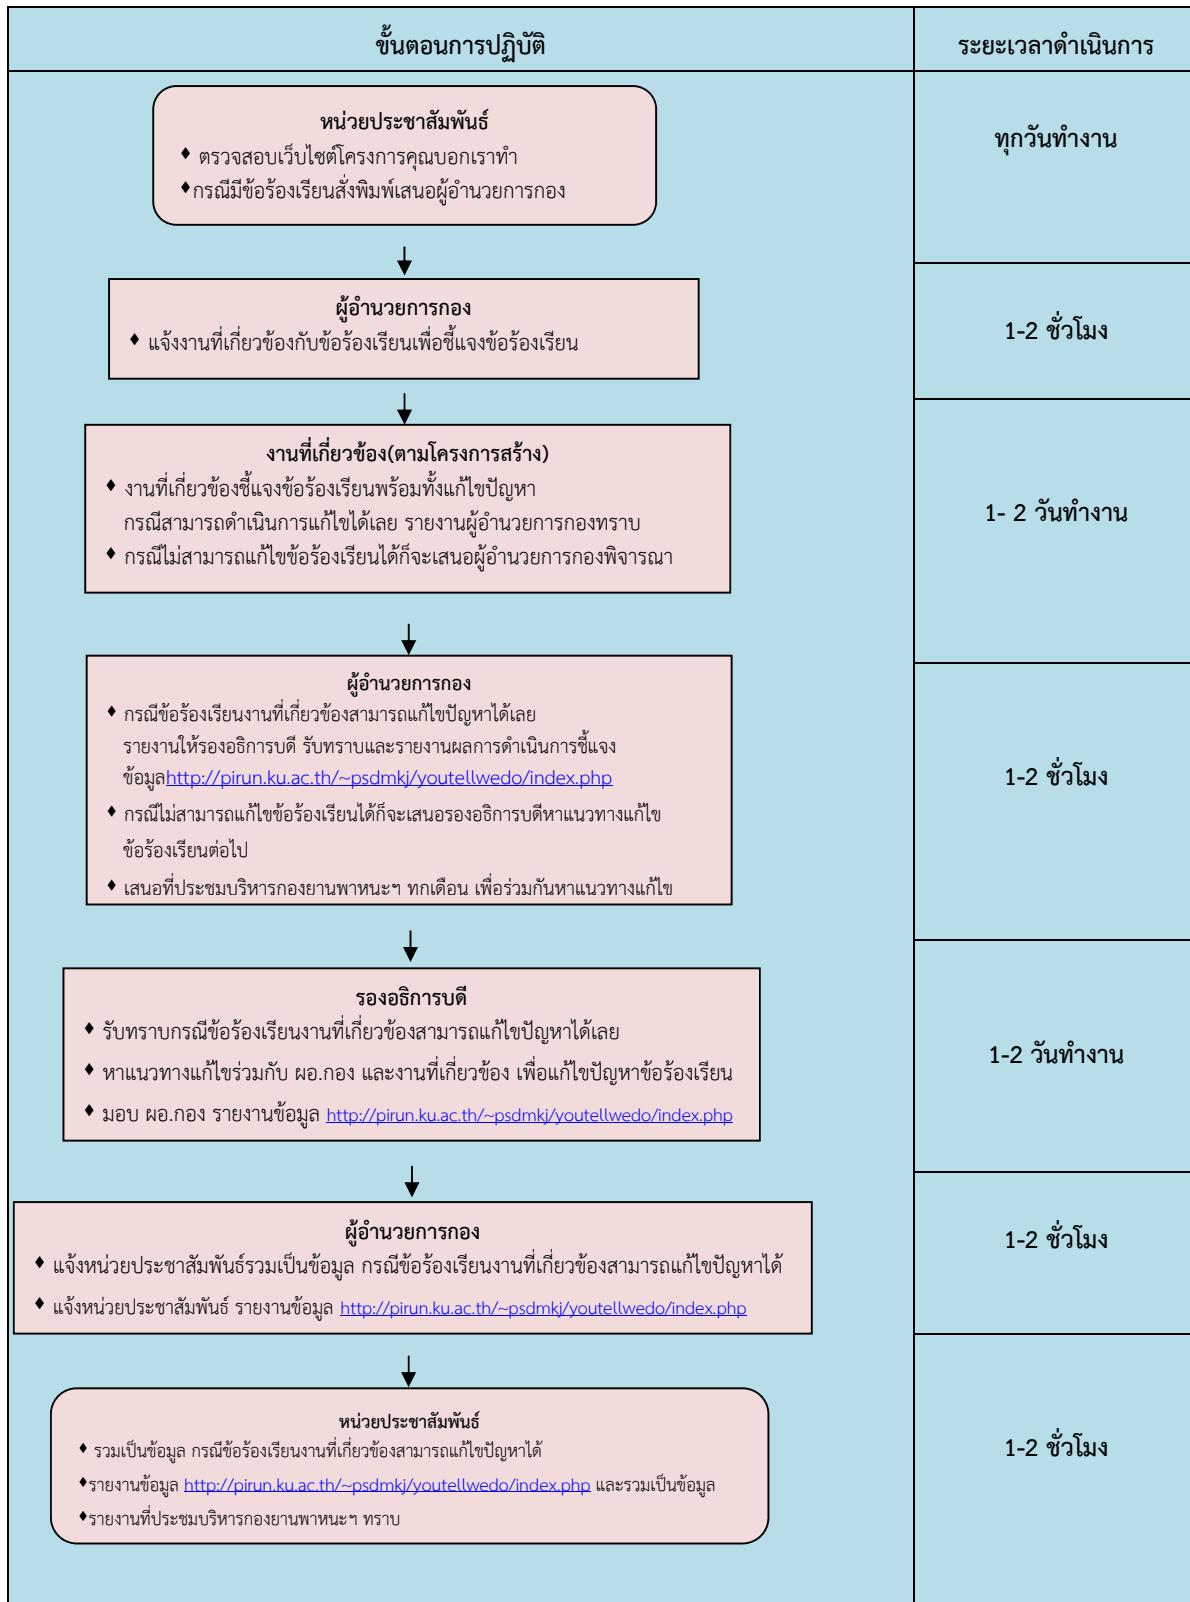 ขั้นตอนการปฏิบัติ
ระยะเวลาดำเนินการ
หน่วยประชาสัมพันธ์
♦ ตรวจสอบเว็บไซต์โครงการคุณบอกเราทำ
♦กรณีมีข้อร้องเรียนสั่งพิมพ์เสนอผู้อำนวยการกอง
ทุกวันทำงาน
ผู้อำนวยการกอง
♦ แจ้งงานที่เกี่ยวข้องกับข้อร้องเรียนเพื่อชี้แจงข้อร้องเรียน
1-2 ชั่วโมง
งานที่เกี่ยวข้อง(ตามโครงการสร้าง)
♦ งานที่เกี่ยวข้องชี้แจงข้อร้องเรียนพร้อมทั้งแก้ไขปัญหา
กรณีสามารถดำเนินการแก้ไขได้เลย รายงานผู้อำนวยการกองทราบ
♦ กรณีไม่สามารถแก้ไขข้อร้องเรียนได้ก็จะเสนอผู้อำนวยการกองพิจารณา
1- 2 วันทำงาน
ผู้อำนวยการกอง
♦ กรณีข้อร้องเรียนงานที่เกี่ยวข้องสามารถแก้ไขปัญหาได้เลย
รายงานให้รองอธิการบดี รับทราบและรายงานผลการดำเนินการชี้แจง
ข้อมูลhttp://pirun.ku.ac.th/~psdmkj/youtellwedo/index.php
♦ กรณีไม่สามารถแก้ไขข้อร้องเรียนได้ก็จะเสนอรองอธิการบดีหาแนวทางแก้ไข
ข้อร้องเรียนต่อไป
♦ เสนอที่ประชมบริหารกองยานพาหนะฯ ทกเดือน เพื่อร่วมกันหาแนวทางแก้ไข
1-2 ชั่วโมง
รองอธิการบดี
♦ รับทราบกรณีข้อร้องเรียนงานที่เกี่ยวข้องสามารถแก้ไขปัญหาได้เลย
♦ หาแนวทางแก้ไขร่วมกับ ผอ.กอง และงานที่เกี่ยวข้อง เพื่อแก้ไขปัญหาข้อร้องเรียน
♦ มอบ ผอ.กอง รายงานข้อมูล http://pirun.ku.ac.th/~psdmkj/youtellwedo/index.php
1-2 วันทำงาน
ผู้อำนวยการกอง
♦ แจ้งหน่วยประชาสัมพันธ์รวมเป็นข้อมูล กรณีข้อร้องเรียนงานที่เกี่ยวข้องสามารถแก้ไขปัญหาได้
♦ แจ้งหน่วยประชาสัมพันธ์ รายงานข้อมูล http://pirun.ku.ac.th/~psdmkj/youtellwedo/index.php
1-2 ชั่วโมง
หน่วยประชาสัมพันธ์
♦ รวมเป็นข้อมูล กรณีข้อร้องเรียนงานที่เกี่ยวข้องสามารถแก้ไขปัญหาได้
♦รายงานข้อมูล http://pirun.ku.ac.th/~psdmkj/youtellwedo/index.php และรวมเป็นข้อมูล
♦รายงานที่ประชมบริหารกองยานพาหนะฯ ทราบ
1-2 ชั่วโมง